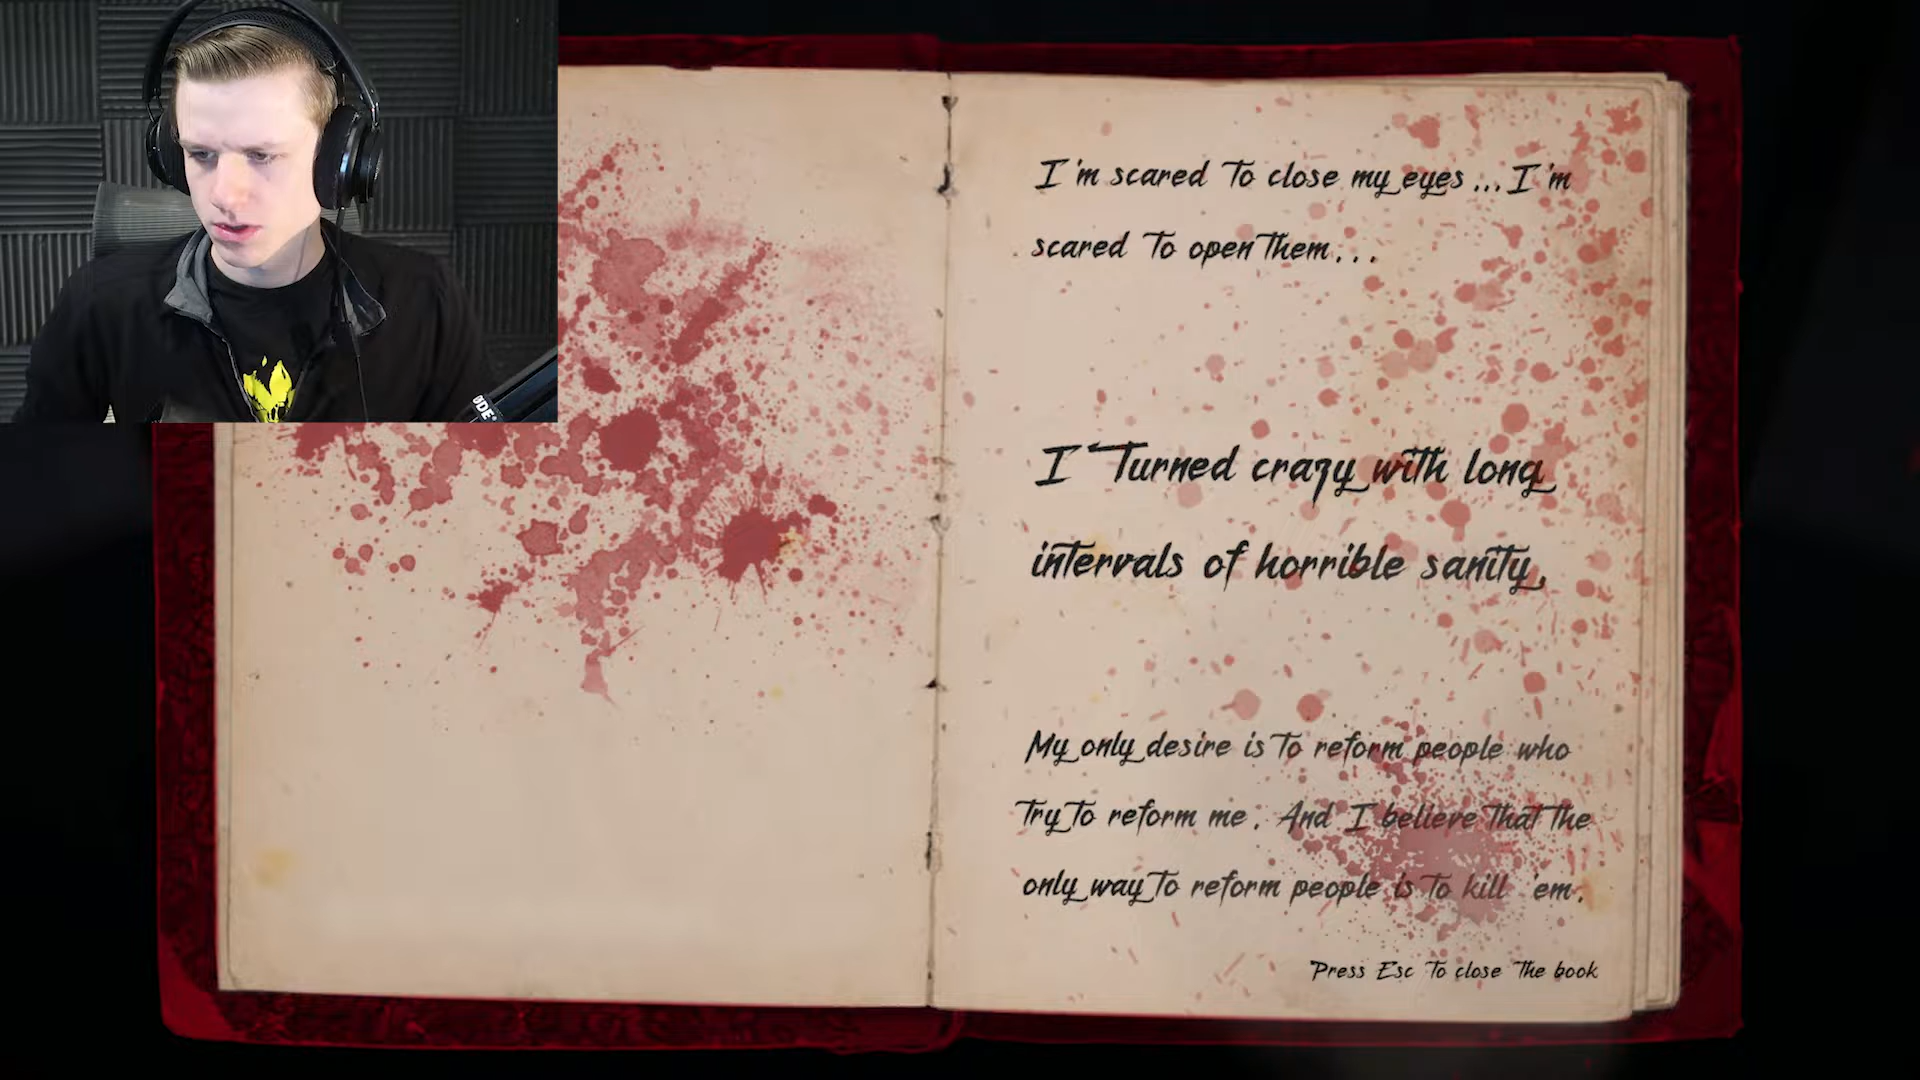 I'm scared to close my eyes...I'm
scared to open them...
I turned crazy with long
intervals of horrible sanity,
My only desire is to reform people who
try to reform me. And I believe that the
only way to reform people is to kill 'em.
Press Esc to close the book